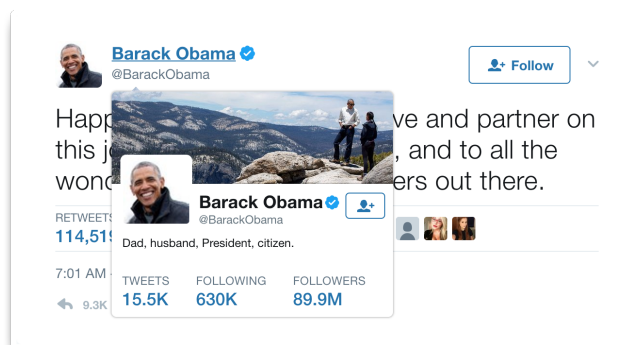 Barack Obama
@BarackObama
Follow
Happ ve and partner on
this j , and to all the
wond ers out there.
Barack Obama
@BarackObama
Dad, husband, President, citizen.
RETWEETS
114,519
7:01 AM
9.3K
TWEETS FOLLOWING FOLLOWERS
15.5K 630K 89.9M